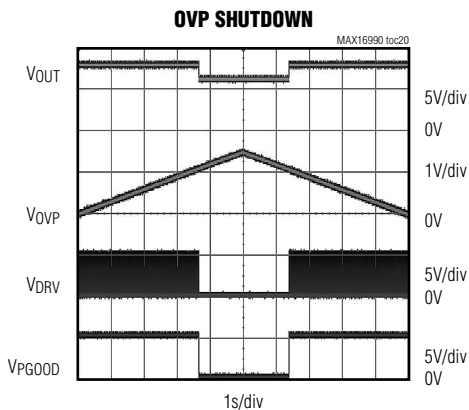 OVP SHUTDOWN
MAX16990 toc20
VOUT
5V/div
0V
1V/div
VOVP
0V
VDRV
5V/div
0V
VPGOOD
5V/div
0V
1s/div